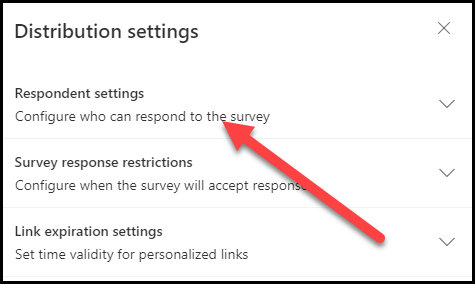 Distribution settings
Respondent settings
Configure who can respond to the survey
Survey response restrictions
Configure when the survey will accept respons
Link expiration settings
Set time validity for personalized links